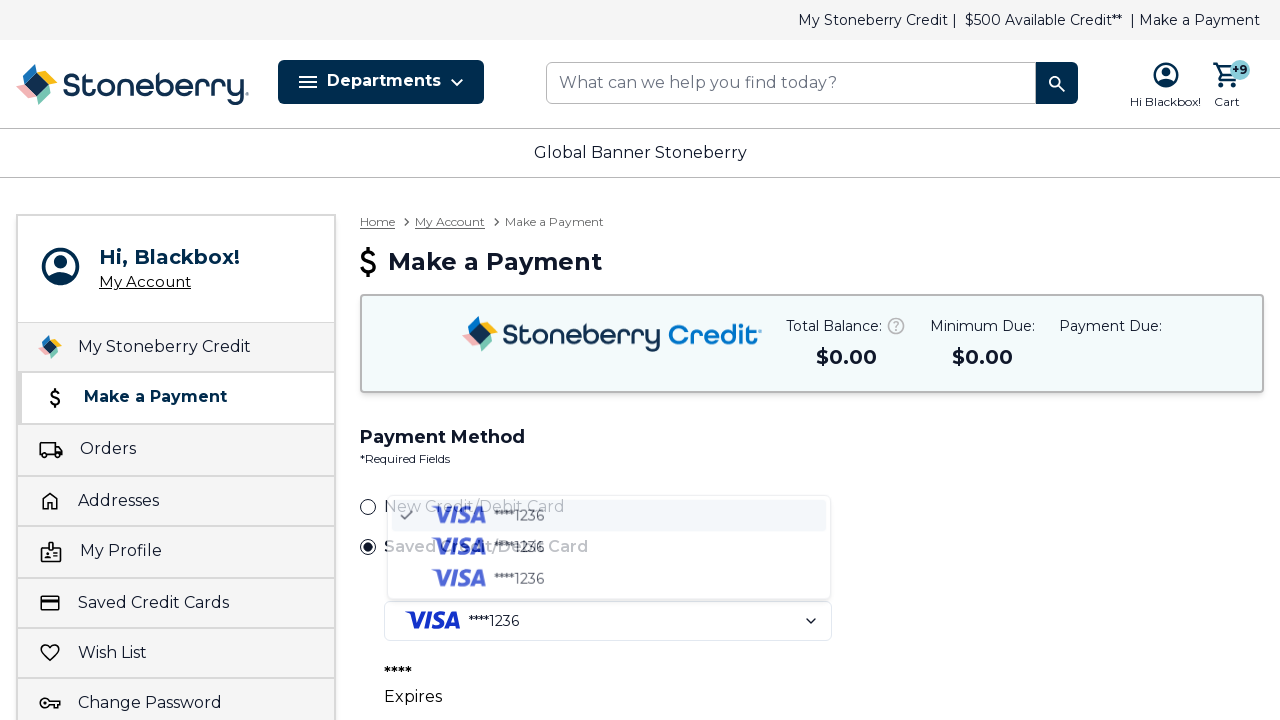 My Stoneberry Credit | $500 Available Credit** | Make a Payment
Stoneberry
Departments
What can we help you find today?
Hi Blackbox!
+9
Cart
Global Banner Stoneberry
Hi, Blackbox!
My Account
My Stoneberry Credit
Make a Payment
Orders
Addresses
My Profile
Saved Credit Cards
Wish List
Change Password
Home > My Account > Make a Payment
$ Make a Payment
Stoneberry Credit
Total Balance: ?
$0.00
Minimum Due:
$0.00
Payment Due:
Payment Method
*Required Fields
New Credit/Debit Card
VISA ****1236
Saved Credit/Debit Card
VISA ****1236
VISA ****1236
VISA ****1236
****
Expires